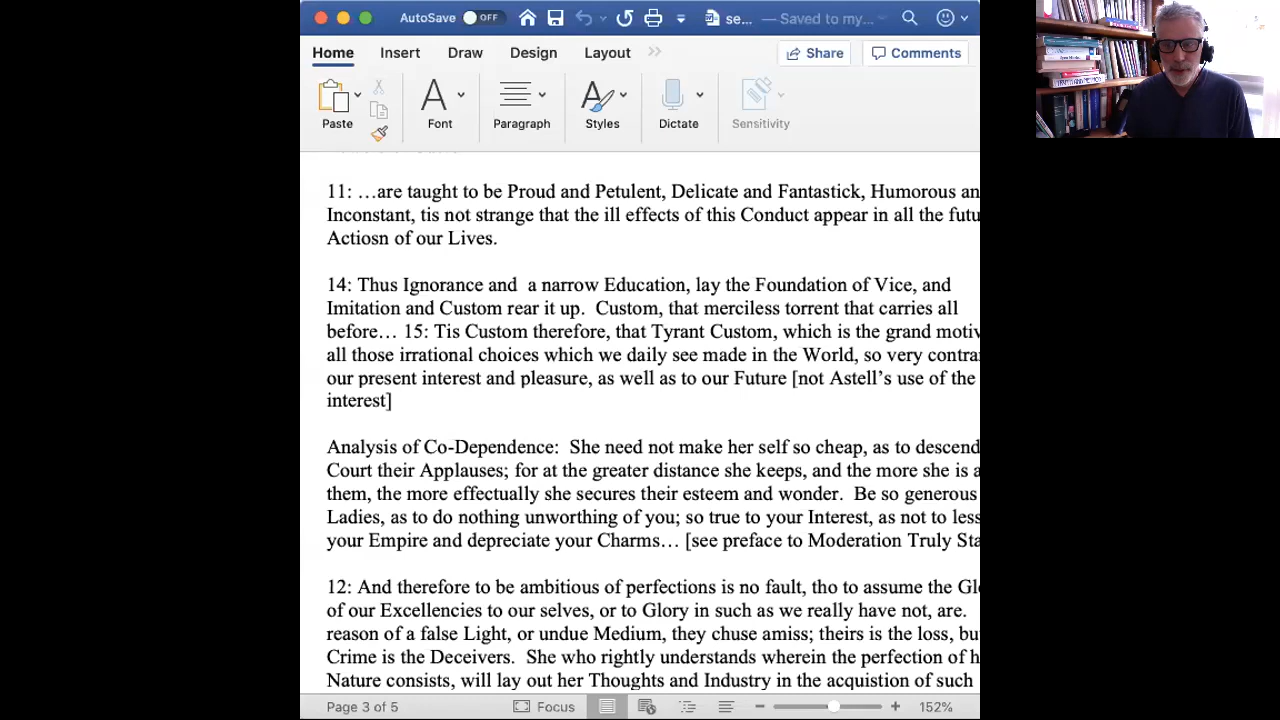 AutoSave OFF se... — Saved to my...
Home Insert Draw Design Layout >> Share Comments
Paste Font Paragraph Styles Dictate Sensitivity
11: …are taught to be Proud and Petulent, Delicate and Fantastick, Humorous an
Inconstant, tis not strange that the ill effects of this Conduct appear in all the futu
Actiosn of our Lives.
14: Thus Ignorance and a narrow Education, lay the Foundation of Vice, and
Imitation and Custom rear it up. Custom, that merciless torrent that carries all
before… 15: Tis Custom therefore, that Tyrant Custom, which is the grand motiv
all those irrational choices which we daily see made in the World, so very contra
our present interest and pleasure, as well as to our Future [not Astell’s use of the
interest]
Analysis of Co-Dependence: She need not make her self so cheap, as to descend
Court their Applauses; for at the greater distance she keeps, and the more she is a
them, the more effectually she secures their esteem and wonder. Be so generous
Ladies, as to do nothing unworthing of you; so true to your Interest, as not to less
your Empire and depreciate your Charms… [see preface to Moderation Truly Sta
12: And therefore to be ambitious of perfections is no fault, tho to assume the Glo
of our Excellencies to our selves, or to Glory in such as we really have not, are.
reason of a false Light, or undue Medium, they chuse amiss; theirs is the loss, bu
Crime is the Deceivers. She who rightly understands wherein the perfection of h
Nature consists, will lay out her Thoughts and Industry in the acquistion of such
Page 3 of 5 Focus 152%